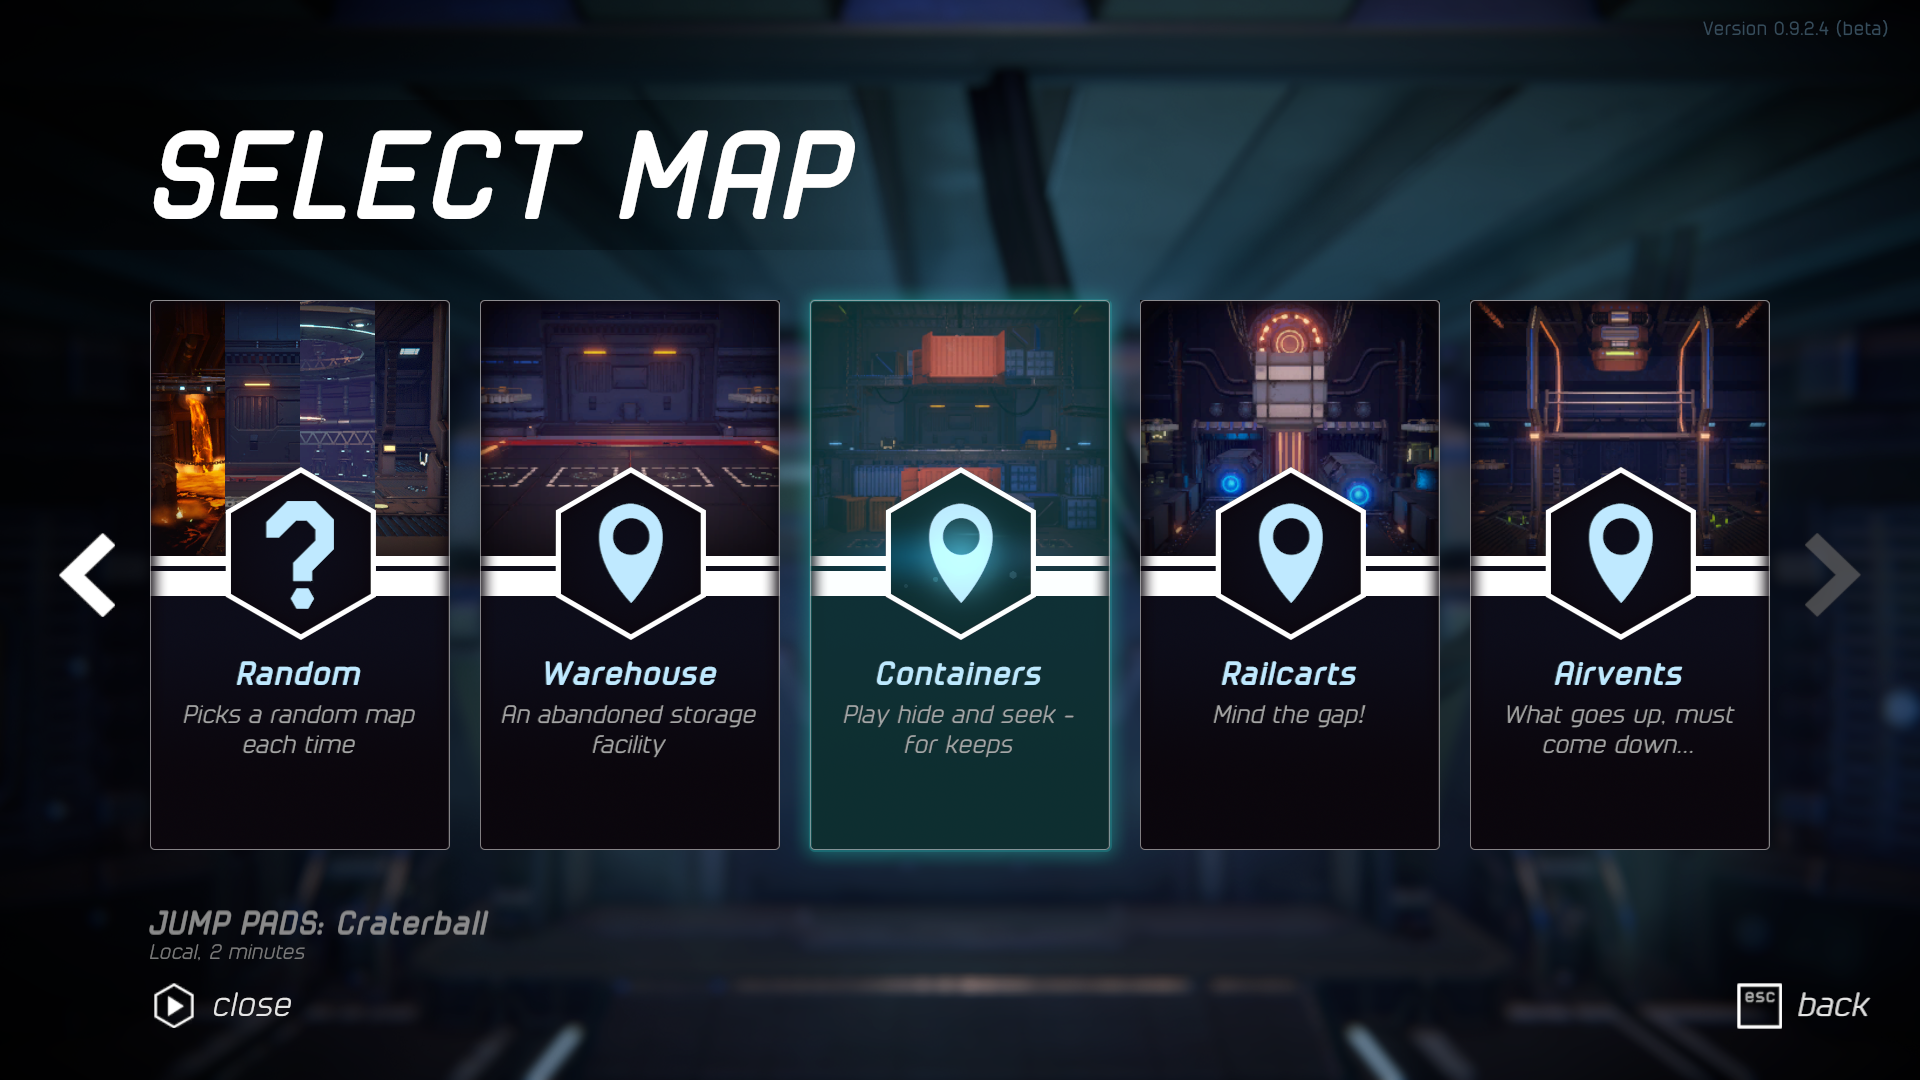 Version 0.9.2.4 (beta)
SELECT MAP
Random
Picks a random map
each time
Warehouse
An abandoned storage
facility
Containers
Play hide and seek -
for keeps
Railcarts
Mind the gap!
Airvents
What goes up, must
come down...
JUMP PADS: Craterball
Local, 2 minutes
close
esc back